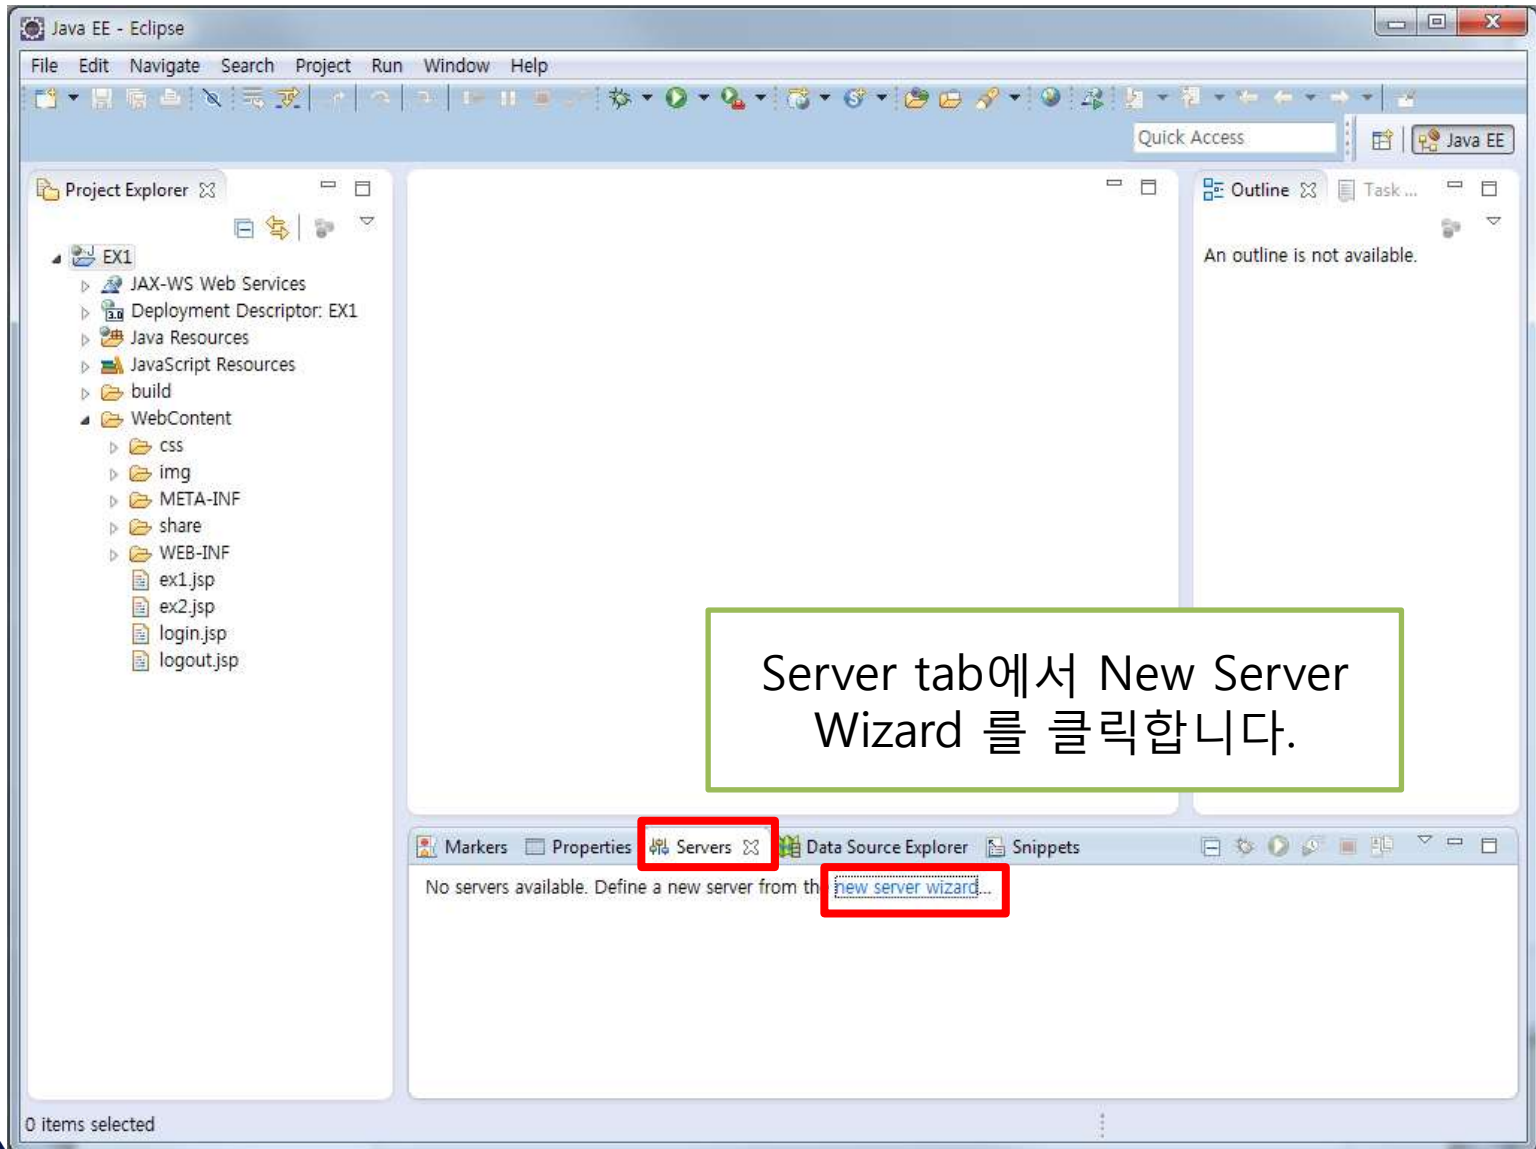 Java EE - Eclipse
File Edit Navigate Search Project Run Window Help
Quick Access
Java EE
Project Explorer
EX1
JAX-WS Web Services
Deployment Descriptor: EX1
Java Resources
JavaScript Resources
build
WebContent
css
img
META-INF
share
WEB-INF
ex1.jsp
ex2.jsp
login.jsp
logout.jsp
Outline Task ...
An outline is not available.
Server tab에서 New Server
Wizard 를 클릭합니다.
Markers Properties Servers Data Source Explorer Snippets
No servers available. Define a new server from the new server wizard...
0 items selected